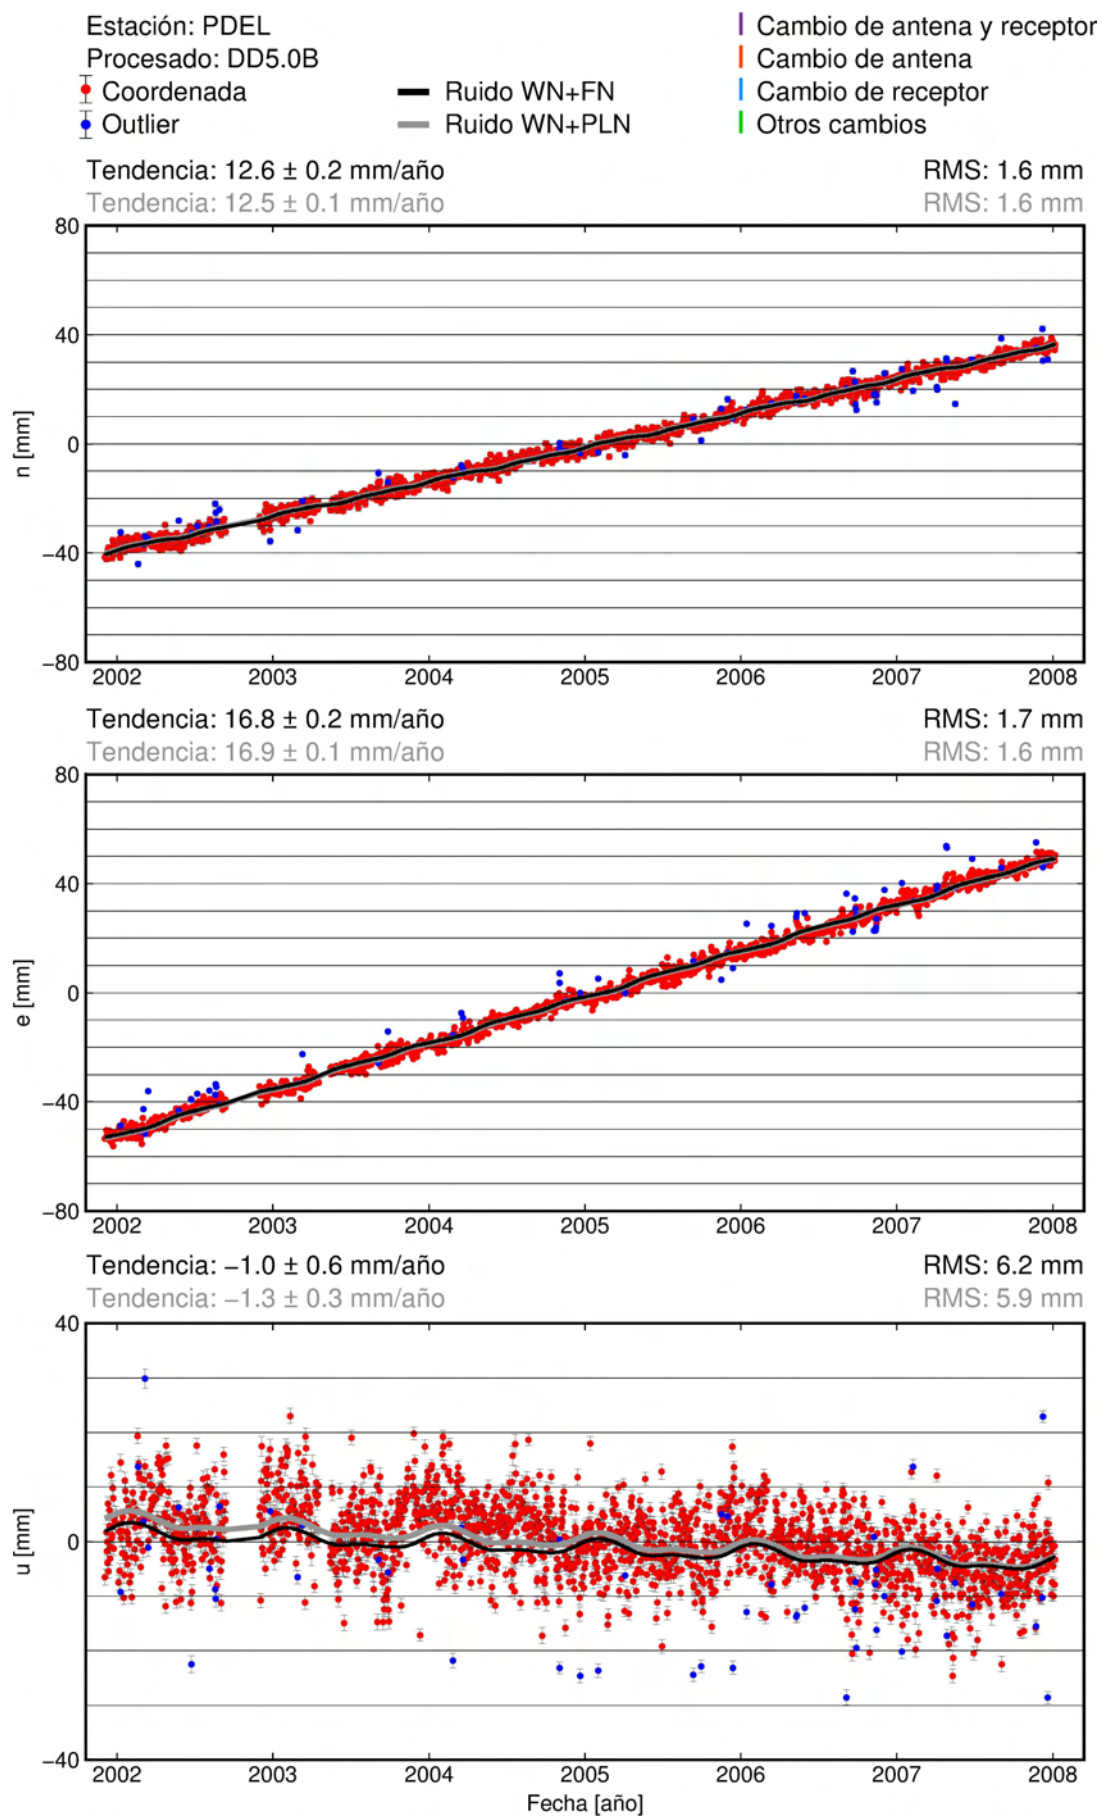 Estación: PDEL
Procesado: DD5.0B
Coordenada
Outlier
Ruido WN+FN
Ruido WN+PLN
Cambio de antena y receptor
Cambio de antena
Cambio de receptor
Otros cambios
Tendencia: 12.6 ± 0.2 mm/año RMS: 1.6 mm
Tendencia: 12.5 ± 0.1 mm/año RMS: 1.6 mm
80
40
0
−40
−80
n [mm]
2002 2003 2004 2005 2006 2007 2008
Tendencia: 16.8 ± 0.2 mm/año RMS: 1.7 mm
Tendencia: 16.9 ± 0.1 mm/año RMS: 1.6 mm
80
40
0
−40
−80
e [mm]
2002 2003 2004 2005 2006 2007 2008
Tendencia: −1.0 ± 0.6 mm/año RMS: 6.2 mm
Tendencia: −1.3 ± 0.3 mm/año RMS: 5.9 mm
40
0
−40
u [mm]
2002 2003 2004 2005 2006 2007 2008
Fecha [año]